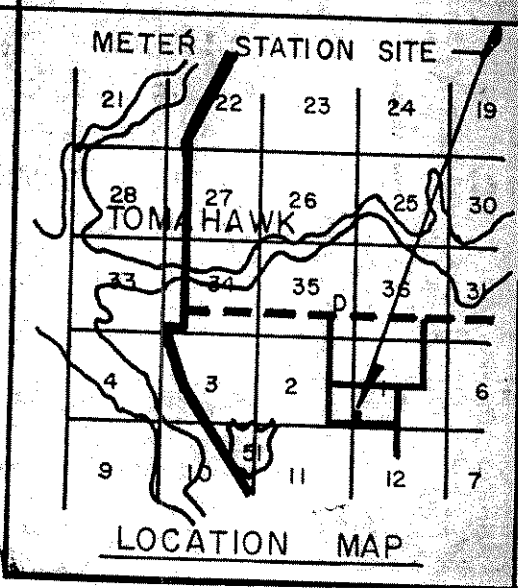 METER STATION SITE
21 22 23 24 19
28 27 26 25 30
TOMAHAWK
33 34 35 36 31
D
4 3 2 1 6
51
9 10 11 12 7
LOCATION MAP